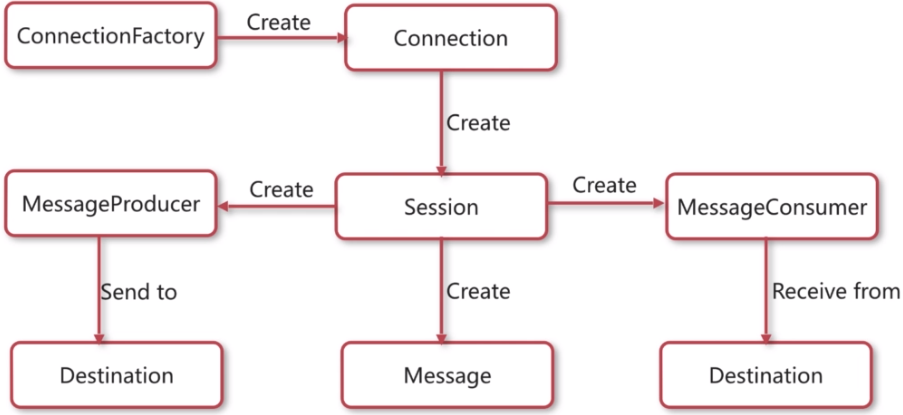 ConnectionFactory
Create
Connection
Create
MessageProducer
Create
Session
Create
MessageConsumer
Send to
Create
Receive from
Destination
Message
Destination